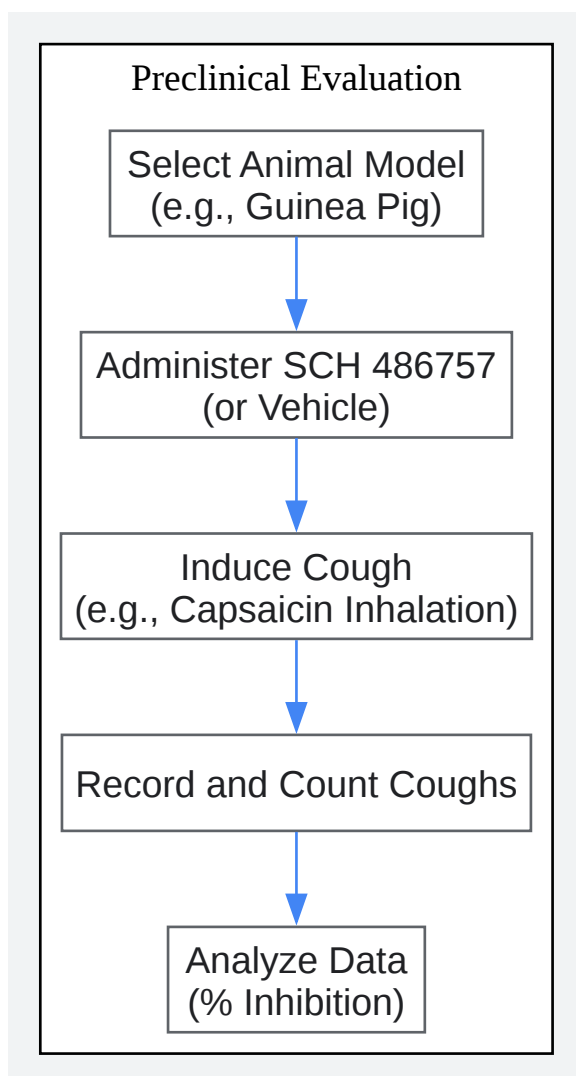 Preclinical Evaluation
Select Animal Model
(e.g., Guinea Pig)
Administer SCH 486757
(or Vehicle)
Induce Cough
(e.g., Capsaicin Inhalation)
Record and Count Coughs
Analyze Data
(% Inhibition)